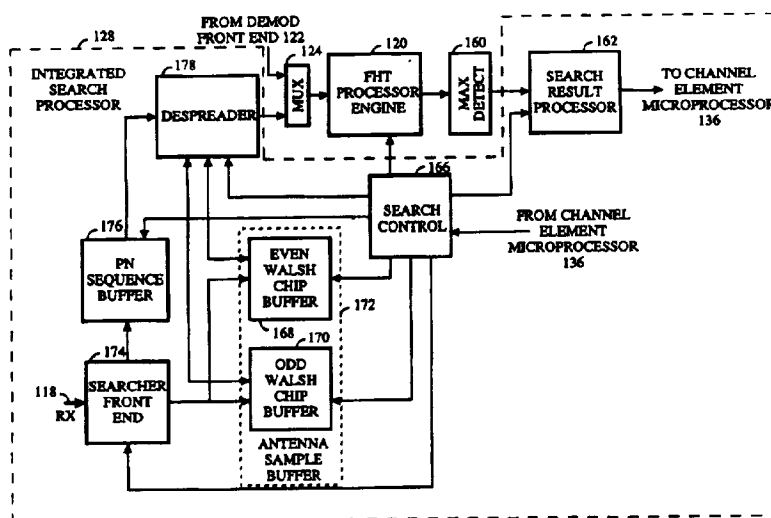 FROM DEMOD
FRONT END 122
128
178
124
120
160
162
INTEGRATED
SEARCH
PROCESSOR
DESPREADER
MUX
FHT
PROCESSOR
ENGINE
MAX
DETECT
SEARCH
RESULT
PROCESSOR
TO CHANNEL
ELEMENT
MICROPROCESSOR
136
166
SEARCH
CONTROL
FROM CHANNEL
ELEMENT
MICROPROCESSOR
136
176
PN
SEQUENCE
BUFFER
EVEN
WALSH
CHIP
BUFFER
172
168
170
174
SEARCHER
FRONT
END
118
RX
ODD
WALSH
CHIP
BUFFER
ANTENNA
SAMPLE
BUFFER